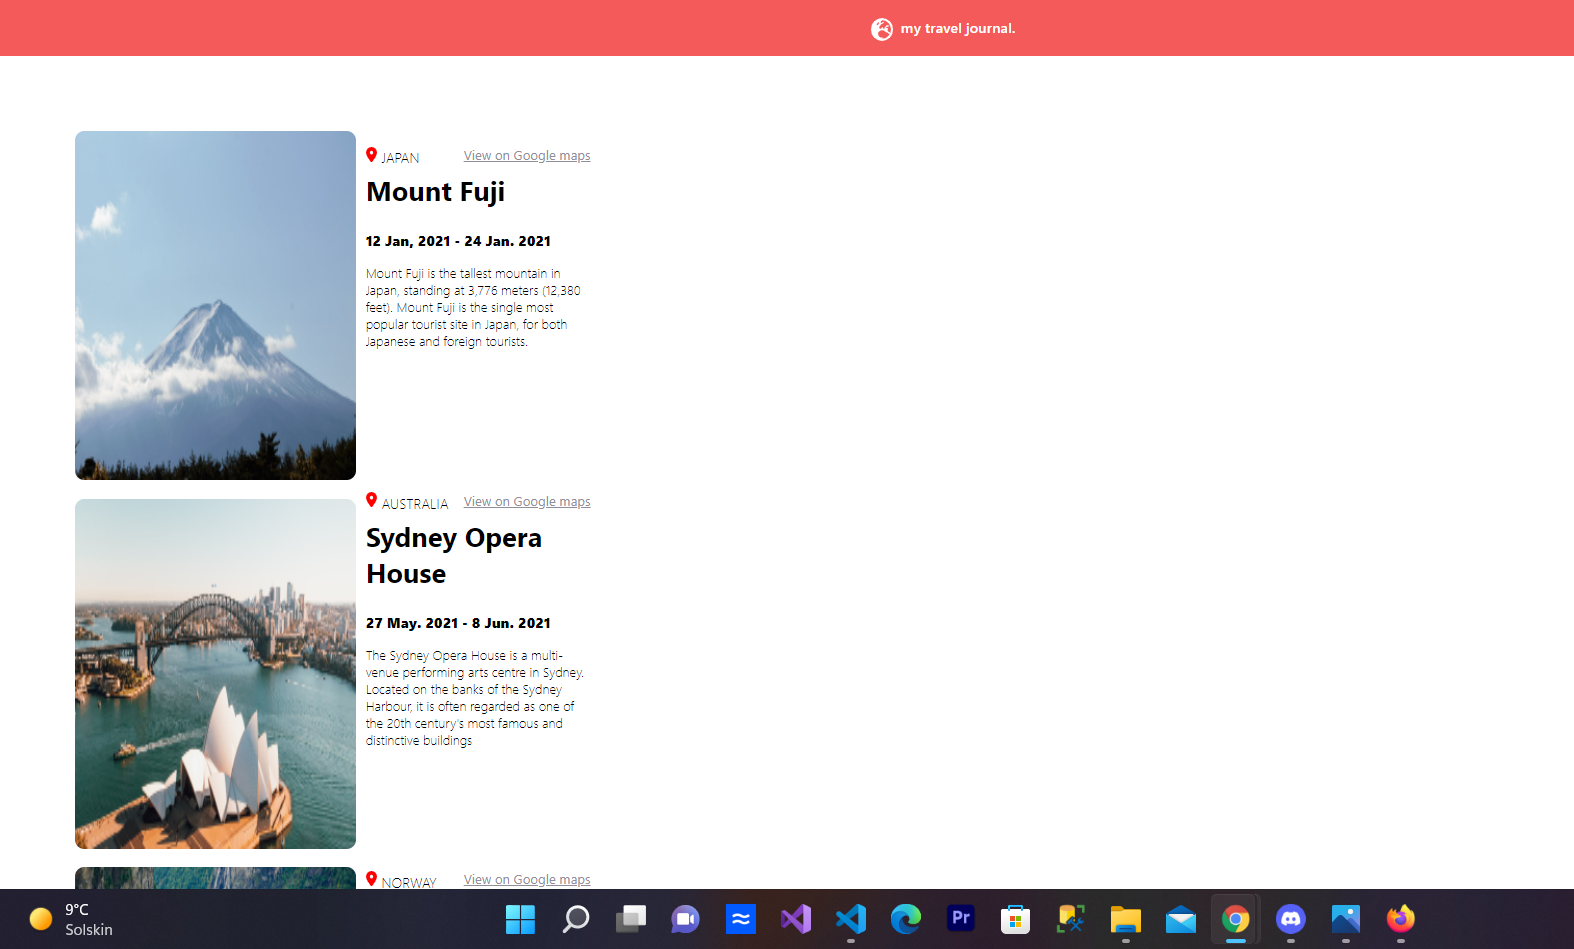 my travel journal.
JAPAN View on Google maps
Mount Fuji
12 Jan, 2021 - 24 Jan. 2021
Mount Fuji is the tallest mountain in
Japan, standing at 3,776 meters (12,380
feet). Mount Fuji is the single most
popular tourist site in Japan, for both
Japanese and foreign tourists.
AUSTRALIA View on Google maps
Sydney Opera
House
27 May. 2021 - 8 Jun. 2021
The Sydney Opera House is a multi-
venue performing arts centre in Sydney.
Located on the banks of the Sydney
Harbour, it is often regarded as one of
the 20th century's most famous and
distinctive buildings
NORWAY View on Google maps
9°C
Solskin
Pr